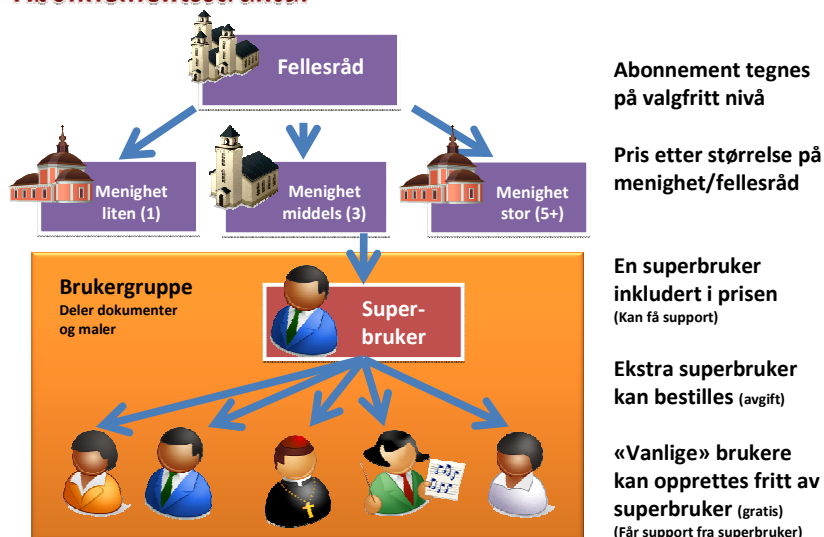 Fellesråd
Menighet
liten (1)
Menighet
middels (3)
Menighet
stor (5+)
Brukergruppe
Deler dokumenter
og maler
Super-
bruker
Abonnement tegnes
på valgfritt nivå
Pris etter størrelse på
menighet/fellesråd
En superbruker
inkludert i prisen
(Kan få support)
Ekstra superbruker
kan bestilles (avgift)
«Vanlige» brukere
kan opprettes fritt av
superbruker (gratis)
(Får support fra superbruker)